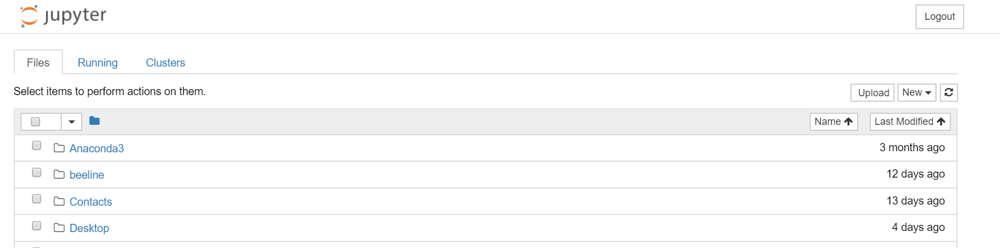 jupyter
Logout
Files Running Clusters
Select items to perform actions on them.
Upload New
Name Last Modified
Anaconda3 3 months ago
beeline 12 days ago
Contacts 13 days ago
Desktop 4 days ago